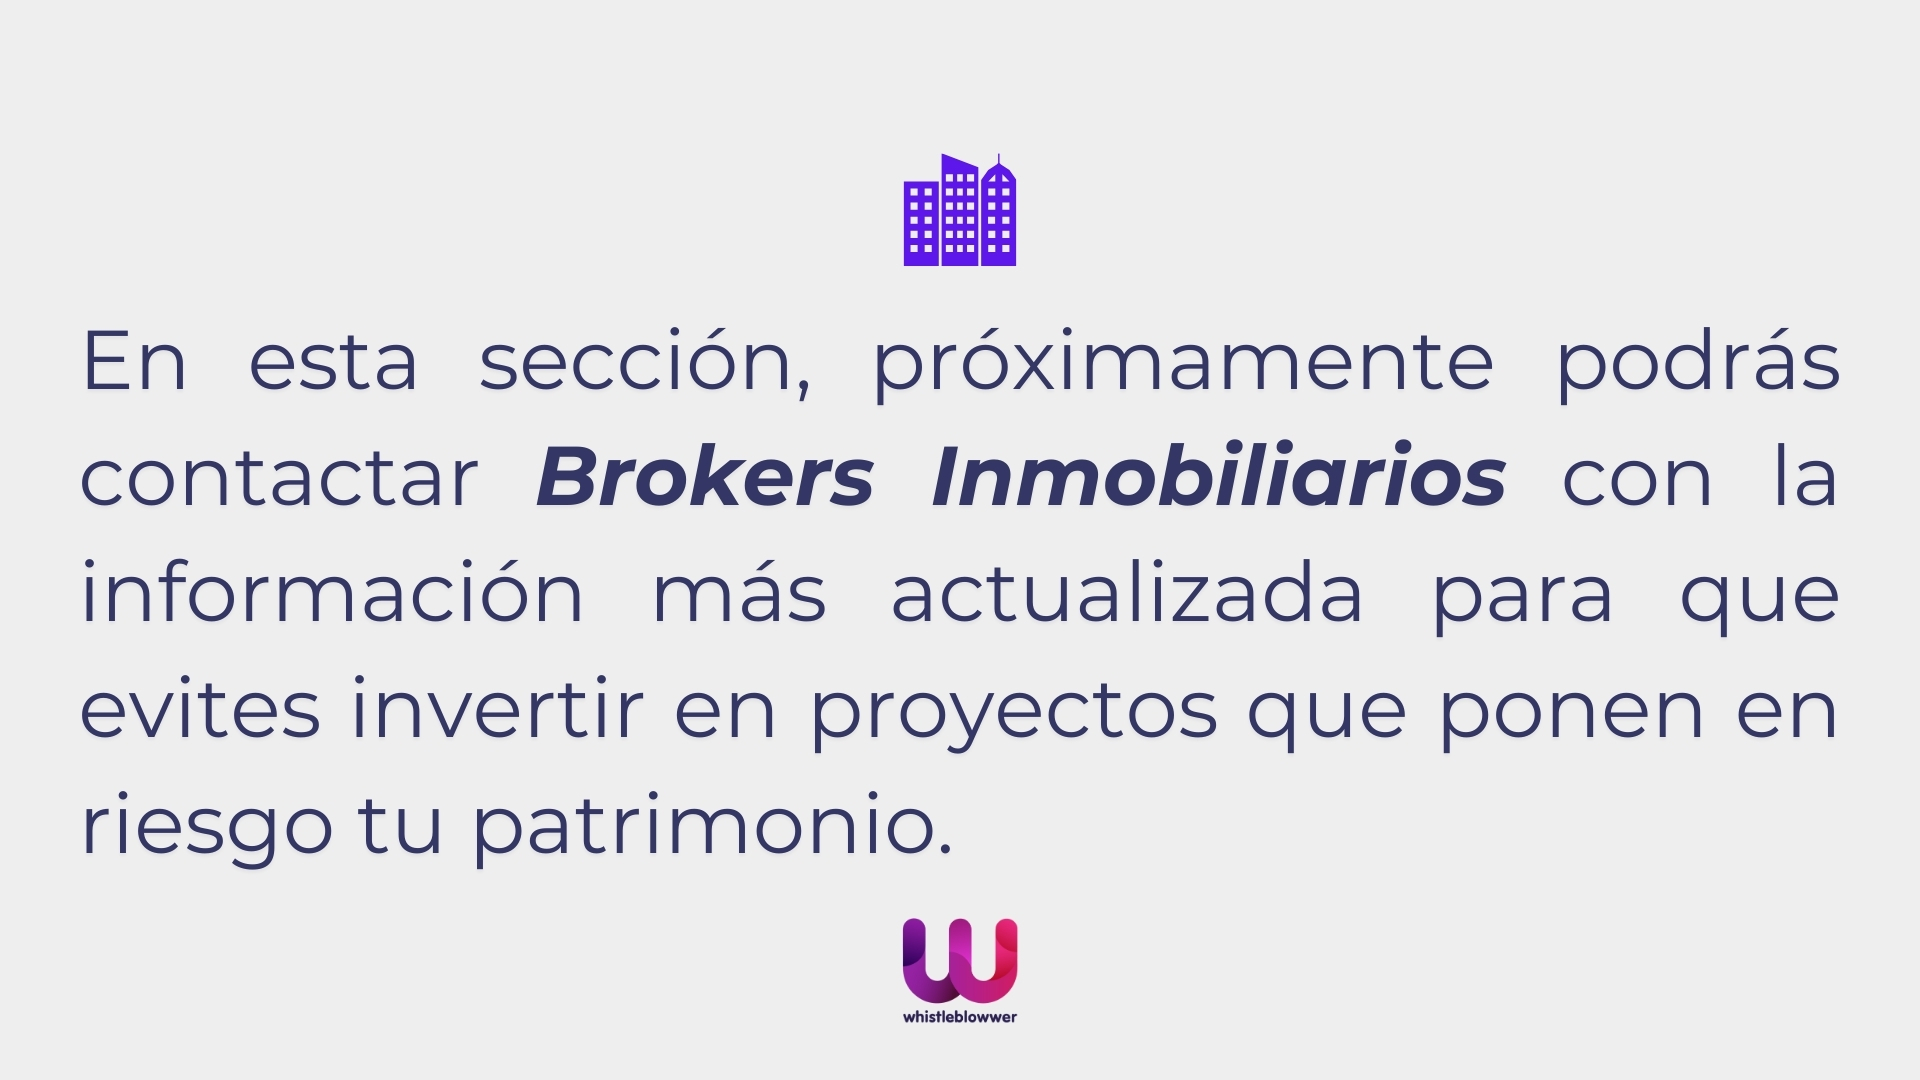 En esta sección, próximamente podrás
contactar Brokers Inmobiliarios con la
información más actualizada para que
evites invertir en proyectos que ponen en
riesgo tu patrimonio.
whistleblowwer